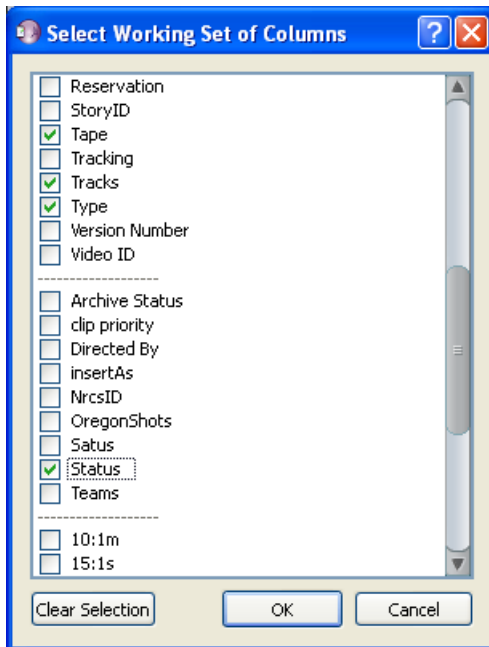 Select Working Set of Columns
Reservation
StoryID
Tape
Tracking
Tracks
Type
Version Number
Video ID
--------------------
Archive Status
clip priority
Directed By
insertAs
NrcsID
OregonShots
Satus
Status
Teams
--------------------
10:1m
15:1s
Clear Selection OK Cancel